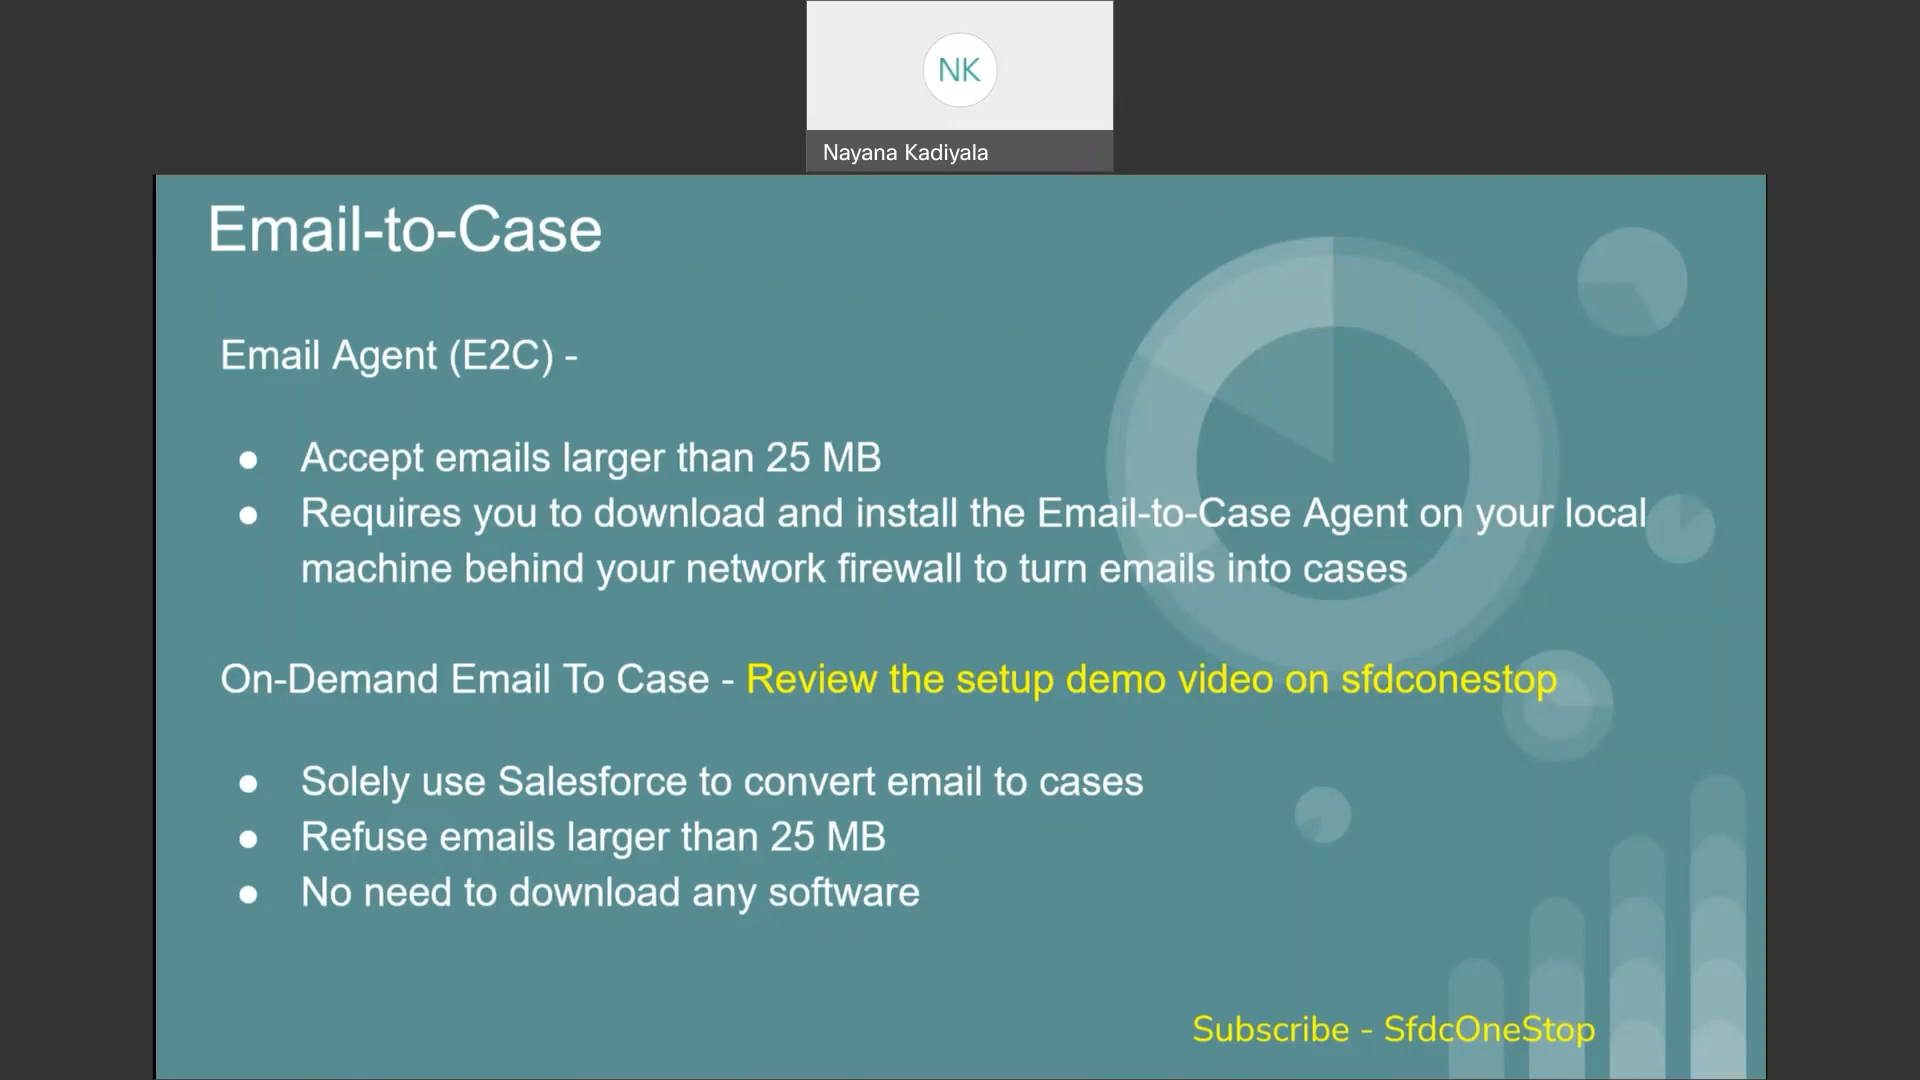 NK
Nayana Kadiyala
Email-to-Case
Email Agent (E2C) -
● Accept emails larger than 25 MB
● Requires you to download and install the Email-to-Case Agent on your local
machine behind your network firewall to turn emails into cases
On-Demand Email To Case - Review the setup demo video on sfdconestop
● Solely use Salesforce to convert email to cases
● Refuse emails larger than 25 MB
● No need to download any software
Subscribe - SfdcOneStop